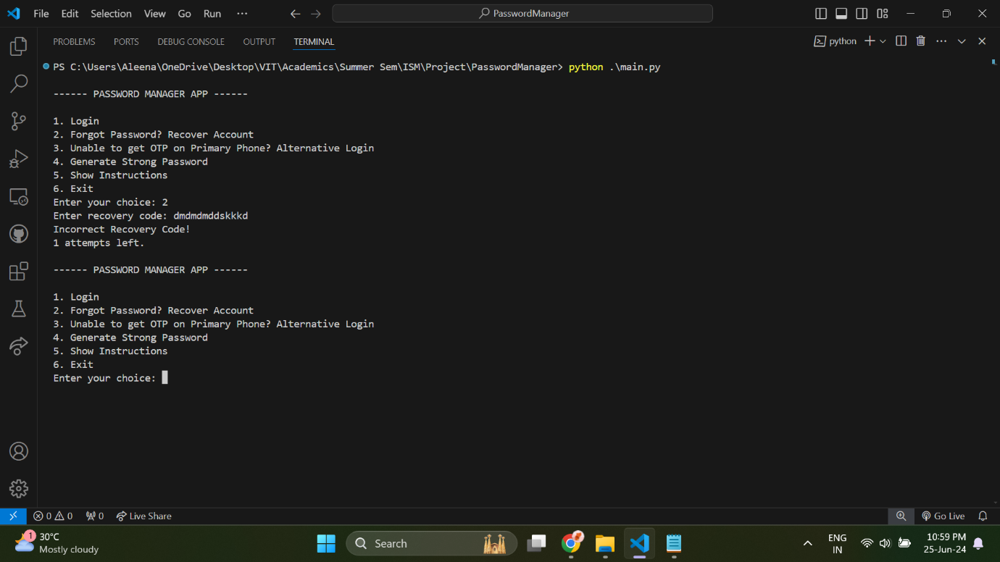 File Edit Selection View Go Run ···
PasswordManager
PROBLEMS PORTS DEBUG CONSOLE OUTPUT TERMINAL
python
PS C:\Users\Aleena\OneDrive\Desktop\VIT\Academics\Summer Sem\ISM\Project\PasswordManager> python .\main.py
------ PASSWORD MANAGER APP ------
1. Login
2. Forgot Password? Recover Account
3. Unable to get OTP on Primary Phone? Alternative Login
4. Generate Strong Password
5. Show Instructions
6. Exit
Enter your choice: 2
Enter recovery code: dmdmdmddskkkd
Incorrect Recovery Code!
1 attempts left.
------ PASSWORD MANAGER APP ------
1. Login
2. Forgot Password? Recover Account
3. Unable to get OTP on Primary Phone? Alternative Login
4. Generate Strong Password
5. Show Instructions
6. Exit
Enter your choice:
0 0 0 Live Share Go Live
1 30°C
Mostly cloudy
Search
ENG
IN
10:59 PM
25-Jun-24